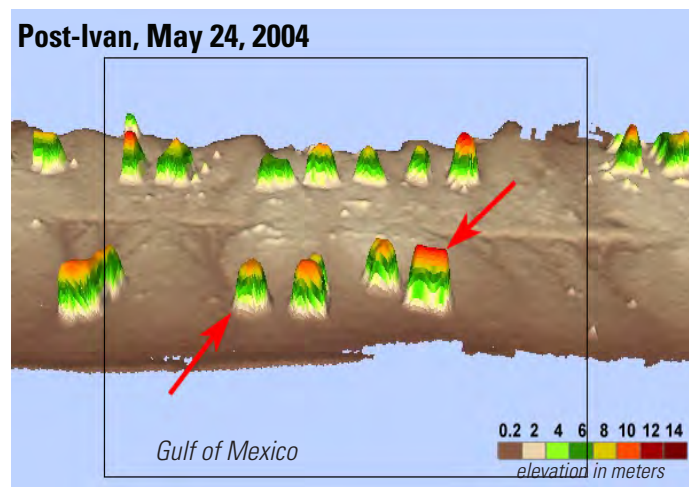 Post-Ivan, May 24, 2004
Gulf of Mexico
0.2 2 4 6 8 10 12 14
elevation in meters